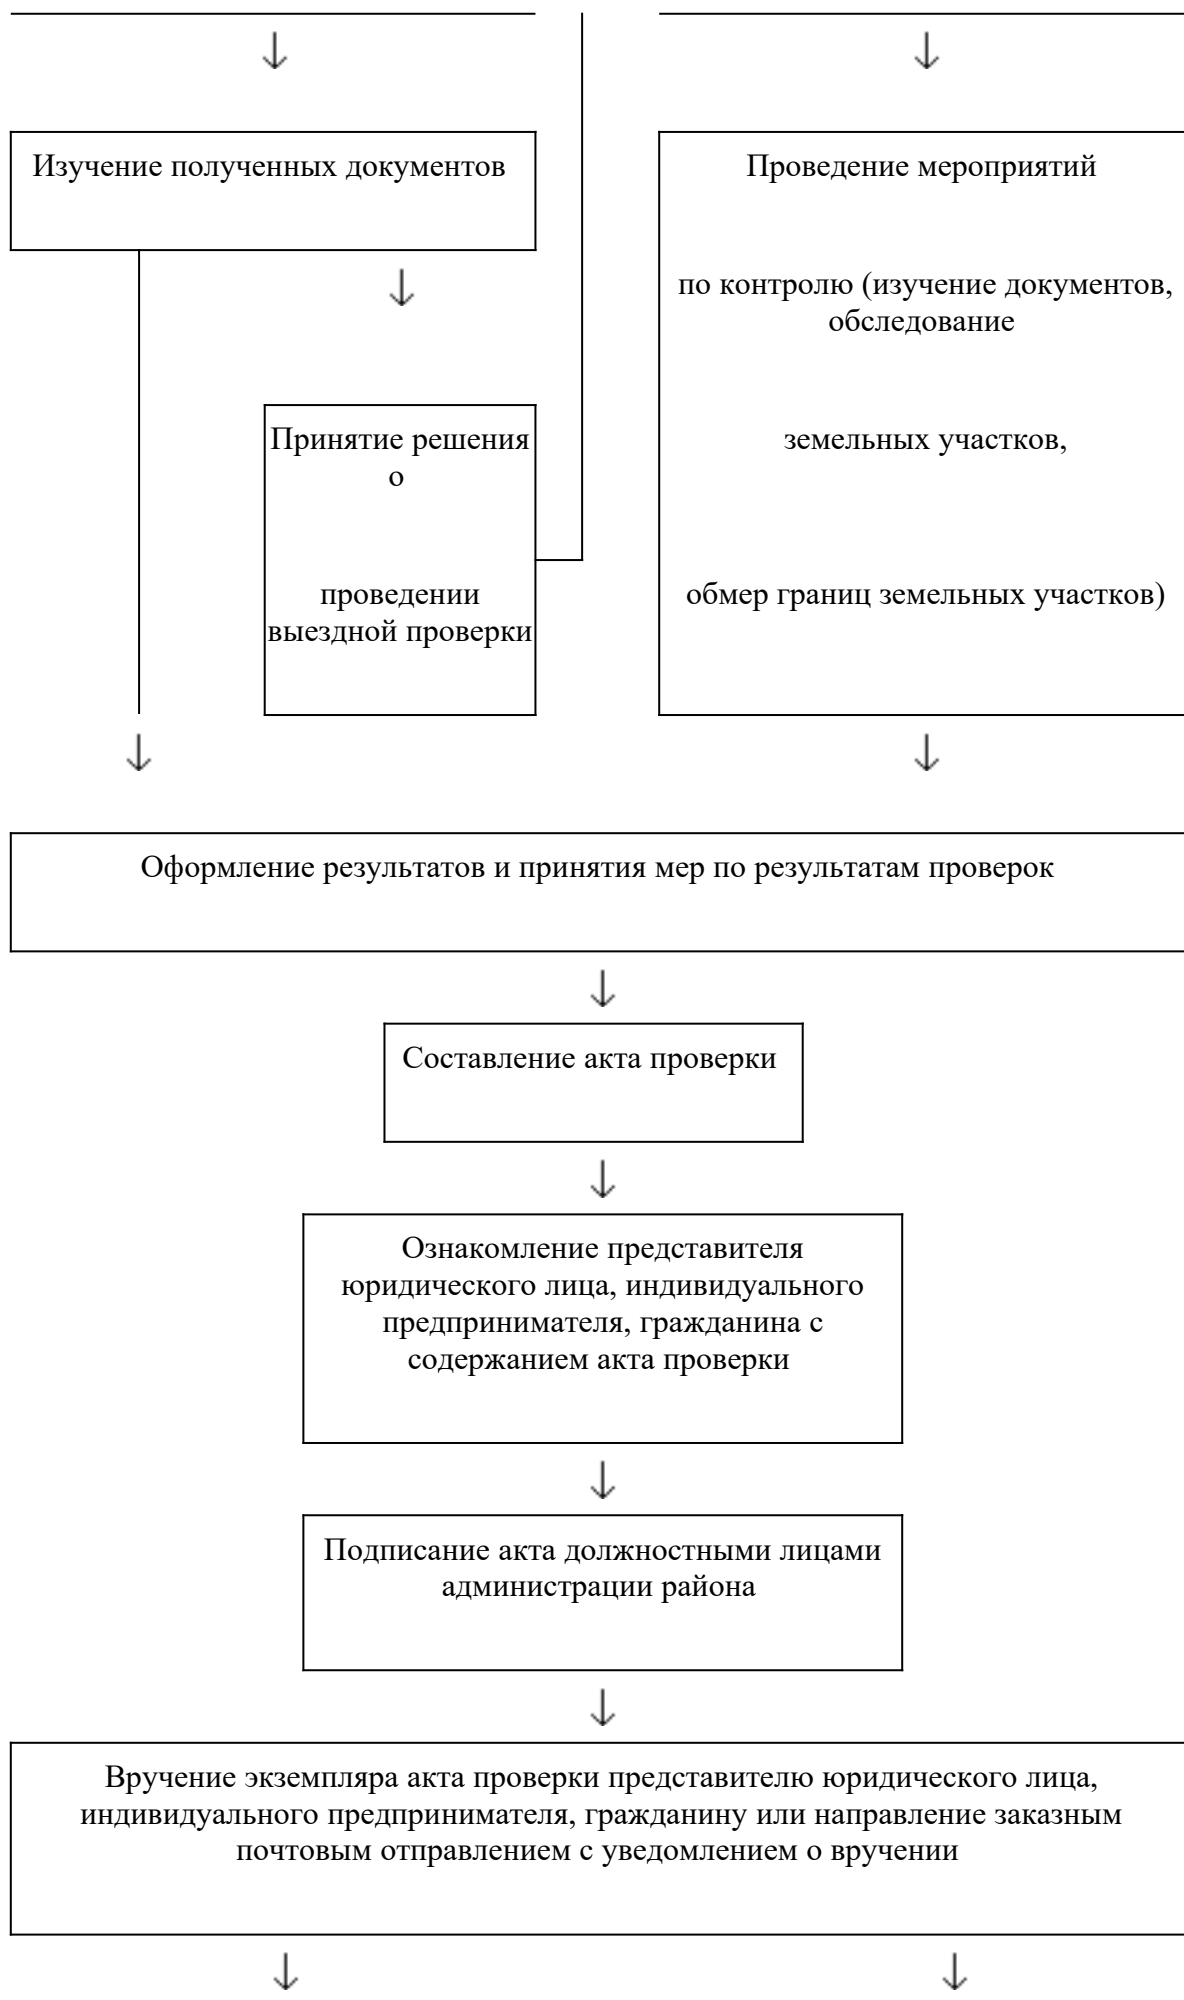 Изучение полученных документов
Проведение мероприятий
по контролю (изучение документов,
обследование
земельных участков,
обмер границ земельных участков)
Принятие решения
о
проведении
выездной проверки
Оформление результатов и принятия мер по результатам проверок
Составление акта проверки
Ознакомление представителя
юридического лица, индивидуального
предпринимателя, гражданина с
содержанием акта проверки
Подписание акта должностными лицами
администрации района
Вручение экземпляра акта проверки представителю юридического лица,
индивидуального предпринимателя, гражданину или направление заказным
почтовым отправлением с уведомлением о вручении